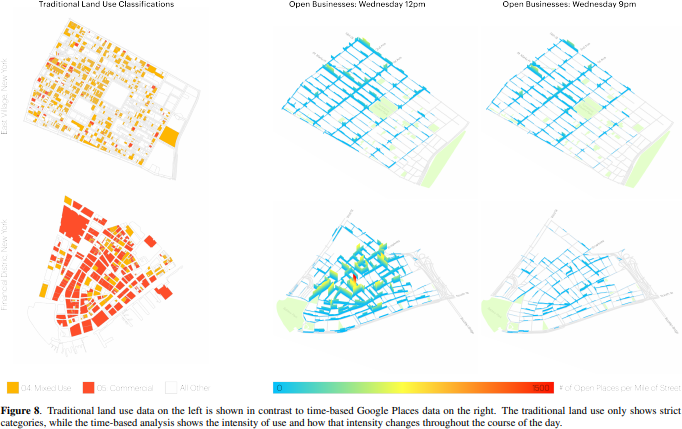 Traditional Land Use Classifications
Open Businesses: Wednesday 12pm
Open Businesses: Wednesday 9pm
East Village, New York
Financial District, New York
04: Mixed Use
05: Commercial
All Other
0
1500
# of Open Places per Mile of Street
Figure 8. Traditional land use data on the left is shown in contrast to time-based Google Places data on the right. The traditional land use only shows strict
categories, while the time-based analysis shows the intensity of use and how that intensity changes throughout the course of the day.